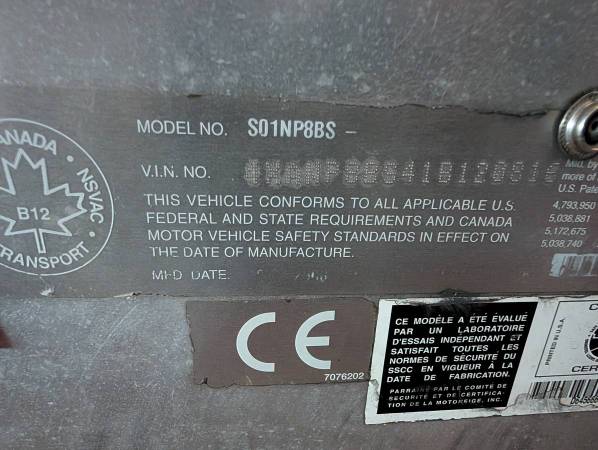 CANADA
NSVAC
B12
TRANSPORT
MODEL NO. S01NP8BS -
V.I.N. NO.
THIS VEHICLE CONFORMS TO ALL APPLICABLE U.S.
FEDERAL AND STATE REQUIREMENTS AND CANADA
MOTOR VEHICLE SAFETY STANDARDS IN EFFECT ON
THE DATE OF MANUFACTURE.
MFD DATE.
Mfd. by
more of
U.S. Pate
4,793,950
5,038,881
5,172,675
5,038,740
CE
7076202
CE MODÈLE A ÉTÉ ÉVALUÉ
PAR UN LABORATOIRE
D'ESSAIS INDÉPENDANT ET
SATISFAIT TOUTES LES
NORMES DE SÉCURITÉ DU
SSCC EN VIGUEUR À LA
DATE DE FABRICATION.
PARRAINÉ PAR LE COMITÉ DE
SÉCURITÉ ET DE CERTIFICA-
TION DE LA MOTONEIGE, INC.
PRINTED IN U.S.A.
CER